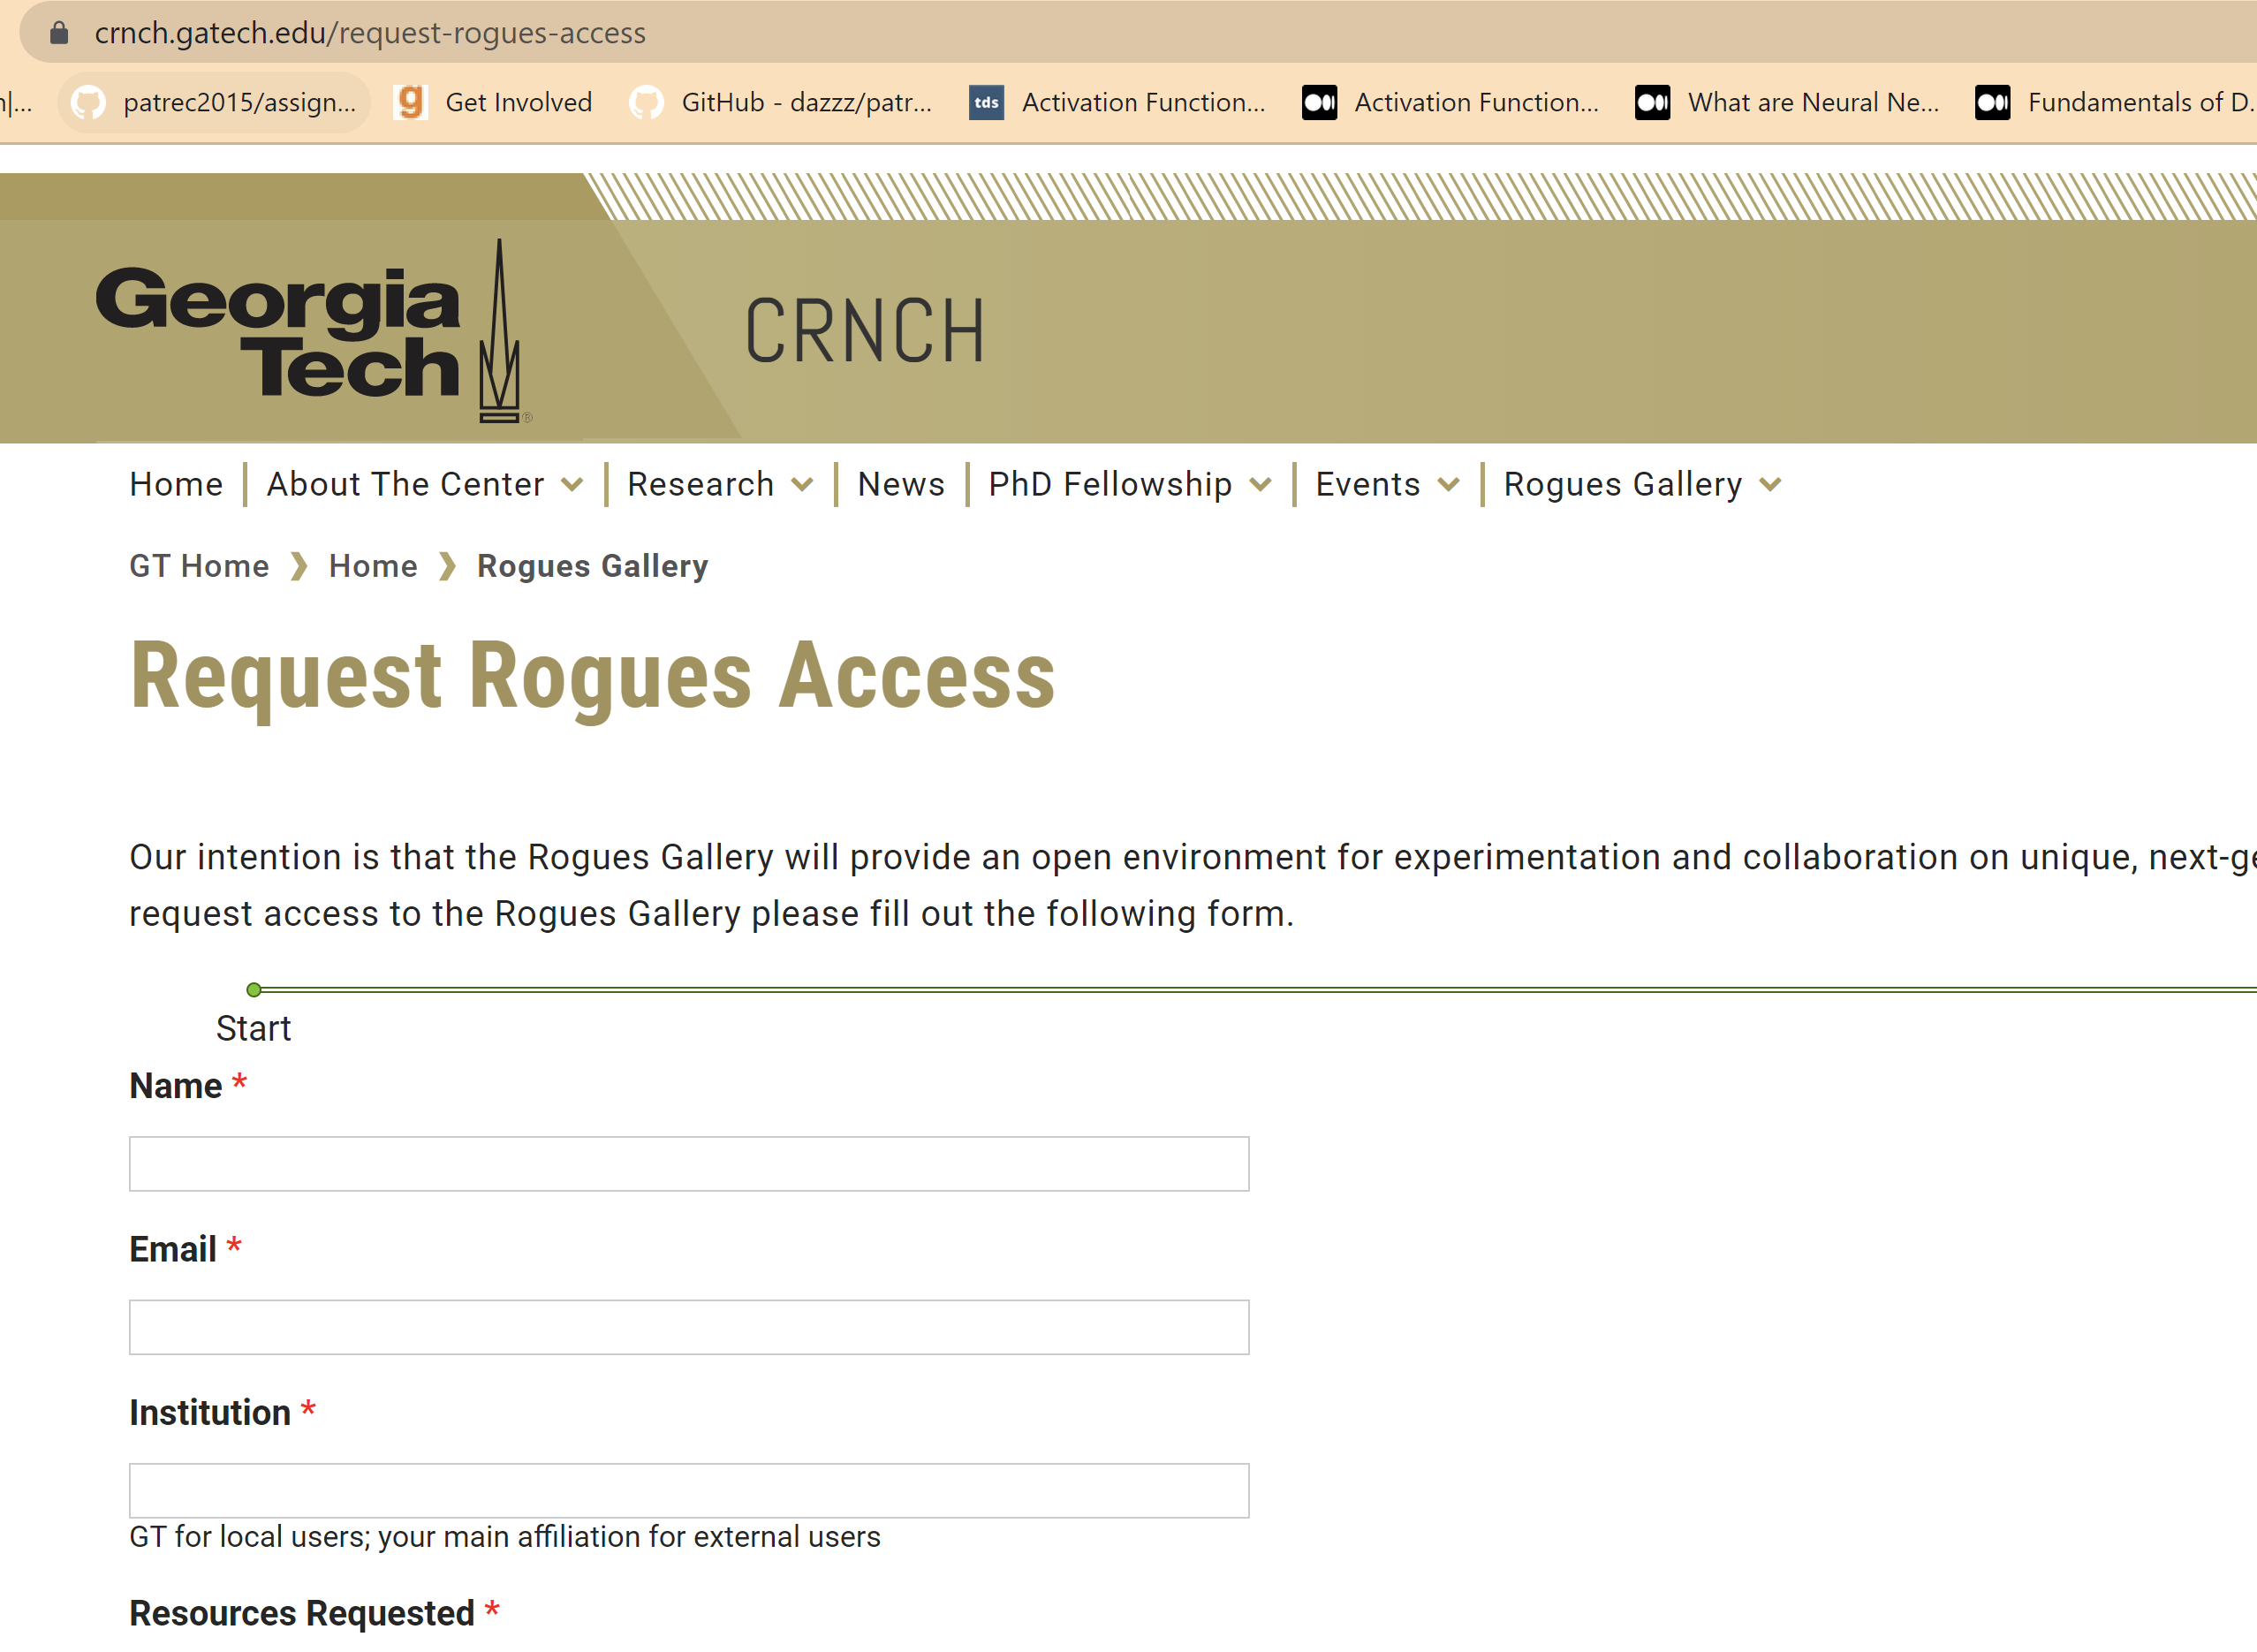 crnch.gatech.edu/request-rogues-access
patrec2015/assign... Get Involved GitHub - dazzz/patr... tds Activation Function... Activation Function... What are Neural Ne... Fundamentals of D.
Georgia
Tech
®
CRNCH
Home About The Center Research News PhD Fellowship Events Rogues Gallery
GT Home Home Rogues Gallery
Request Rogues Access
Our intention is that the Rogues Gallery will provide an open environment for experimentation and collaboration on unique, next-ge
request access to the Rogues Gallery please fill out the following form.
Start
Name *
Email *
Institution *
GT for local users; your main affiliation for external users
Resources Requested *